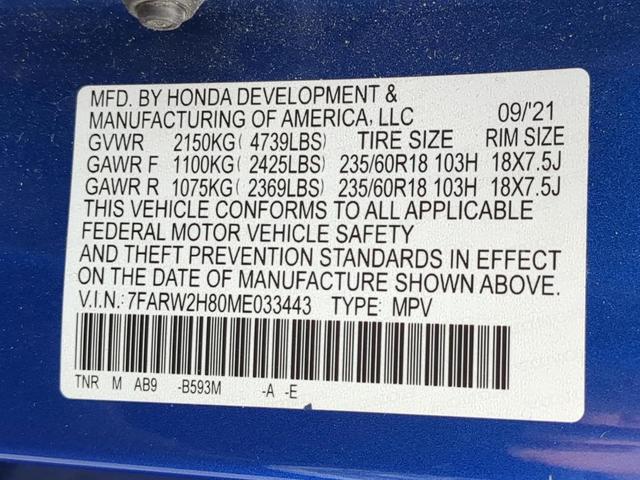 MFD. BY HONDA DEVELOPMENT &
MANUFACTURING OF AMERICA, LLC 09/'21
GVWR 2150KG( 4739LBS) TIRE SIZE RIM SIZE
GAWR F 1100KG( 2425LBS) 235/60R18 103H 18X7.5J
GAWR R 1075KG( 2369LBS) 235/60R18 103H 18X7.5J
THIS VEHICLE CONFORMS TO ALL APPLICABLE
FEDERAL MOTOR VEHICLE SAFETY
AND THEFT PREVENTION STANDARDS IN EFFECT
ON THE DATE OF MANUFACTURE SHOWN ABOVE.
V.I.N.: 7FARW2H80ME033443 TYPE: MPV
TNR M AB9 -B593M -A -E